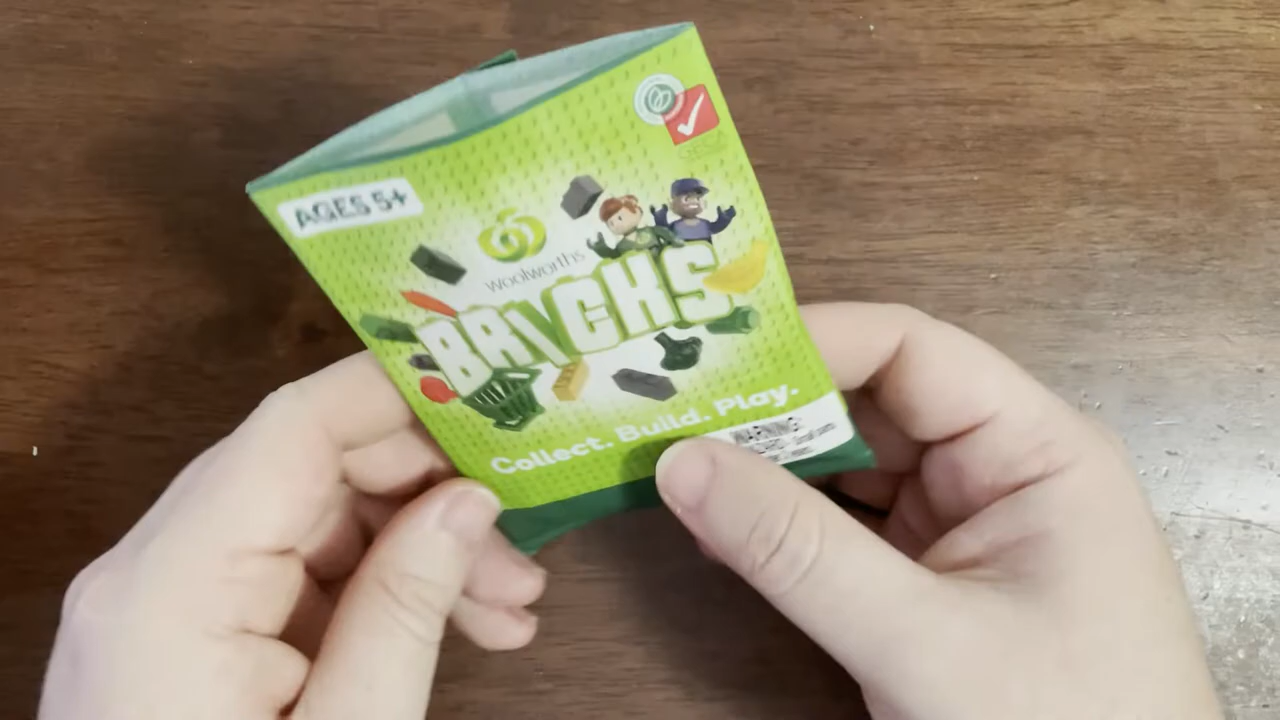 AGES 5+
woolworths
BRICKS
Collect. Build. Play.
WARNING: